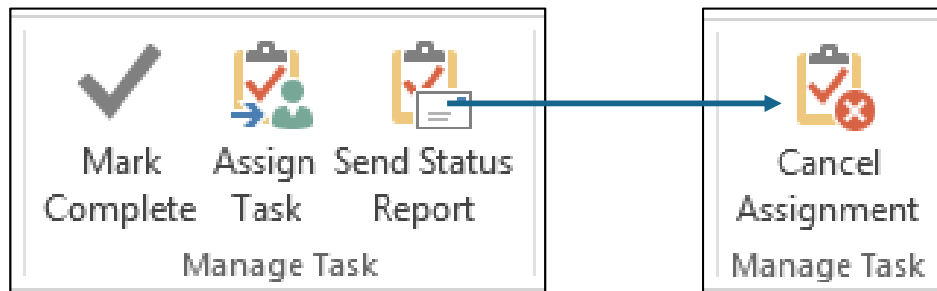 Mark Assign Send Status
Complete Task Report
Manage Task
Cancel
Assignment
Manage Task